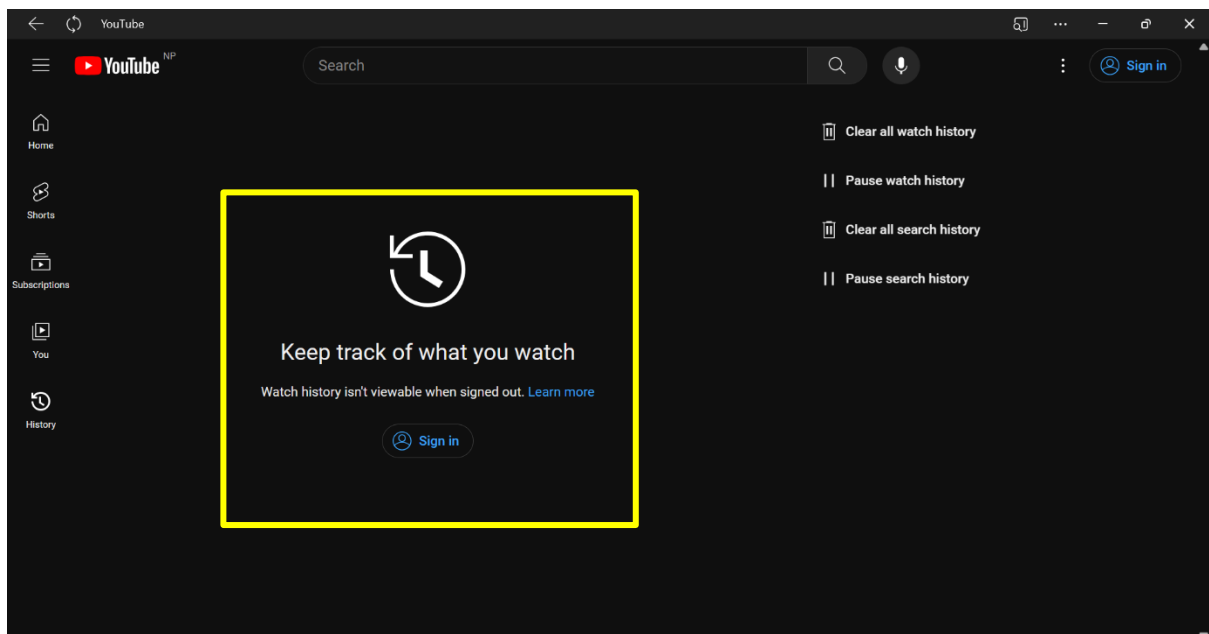 YouTube
YouTube NP
Search
Sign in
Home
Shorts
Subscriptions
You
History
Keep track of what you watch
Watch history isn't viewable when signed out. Learn more
Sign in
Clear all watch history
Pause watch history
Clear all search history
Pause search history